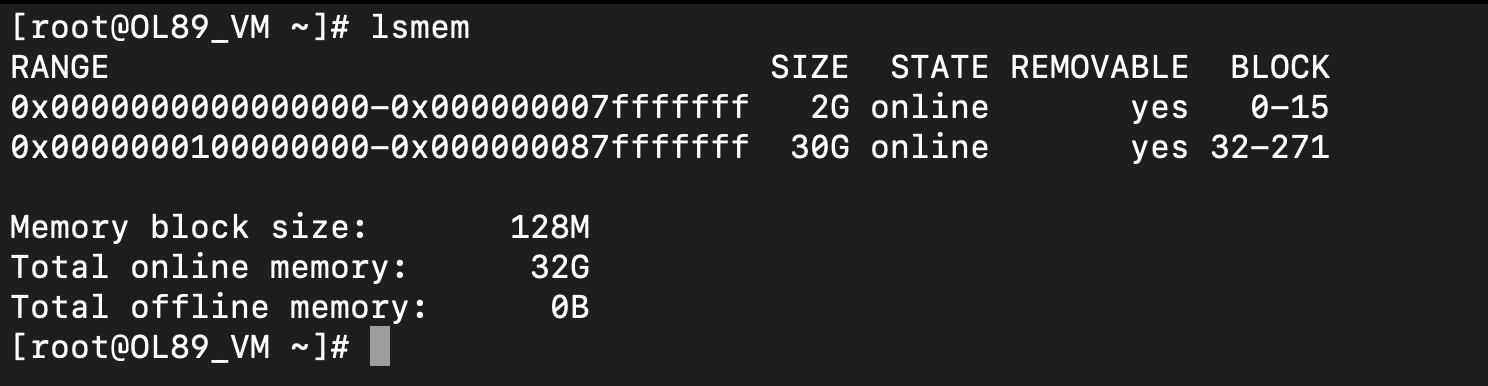 [root@OL89_VM ~]# lsmem
RANGE                                  SIZE  STATE REMOVABLE  BLOCK
0x0000000000000000-0x000000007fffffff    2G online       yes   0-15
0x0000000100000000-0x000000087fffffff   30G online       yes 32-271

Memory block size:       128M
Total online memory:      32G
Total offline memory:      0B
[root@OL89_VM ~]#